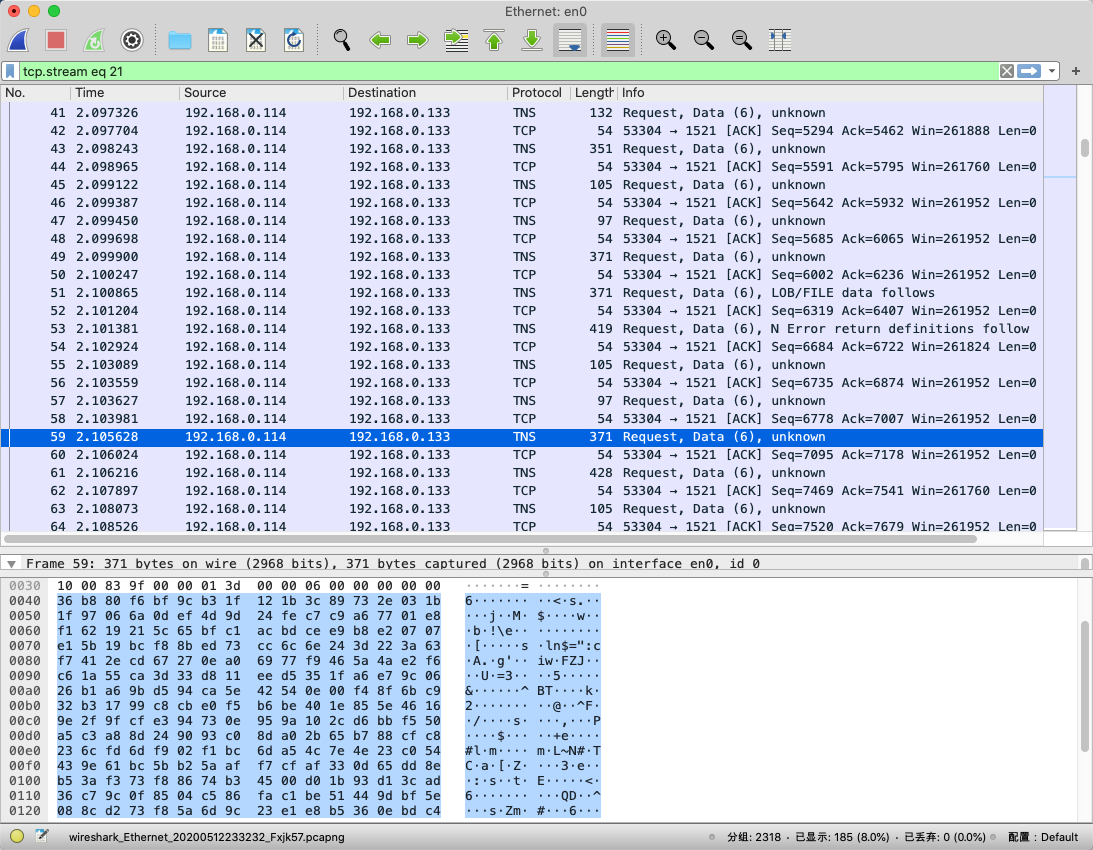 Ethernet: en0
tcp.stream eq 21
No. Time Source Destination Protocol Length Info
41 2.097326 192.168.0.114 192.168.0.133 TNS 132 Request, Data (6), unknown
42 2.097704 192.168.0.114 192.168.0.133 TCP 54 53304 → 1521 [ACK] Seq=5294 Ack=5462 Win=261888 Len=0
43 2.098243 192.168.0.114 192.168.0.133 TNS 351 Request, Data (6), unknown
44 2.098965 192.168.0.114 192.168.0.133 TCP 54 53304 → 1521 [ACK] Seq=5591 Ack=5795 Win=261760 Len=0
45 2.099122 192.168.0.114 192.168.0.133 TNS 105 Request, Data (6), unknown
46 2.099387 192.168.0.114 192.168.0.133 TCP 54 53304 → 1521 [ACK] Seq=5642 Ack=5932 Win=261952 Len=0
47 2.099450 192.168.0.114 192.168.0.133 TNS 97 Request, Data (6), unknown
48 2.099698 192.168.0.114 192.168.0.133 TCP 54 53304 → 1521 [ACK] Seq=5685 Ack=6065 Win=261952 Len=0
49 2.099900 192.168.0.114 192.168.0.133 TNS 371 Request, Data (6), unknown
50 2.100247 192.168.0.114 192.168.0.133 TCP 54 53304 → 1521 [ACK] Seq=6002 Ack=6236 Win=261952 Len=0
51 2.100865 192.168.0.114 192.168.0.133 TNS 371 Request, Data (6), LOB/FILE data follows
52 2.101204 192.168.0.114 192.168.0.133 TCP 54 53304 → 1521 [ACK] Seq=6319 Ack=6407 Win=261952 Len=0
53 2.101381 192.168.0.114 192.168.0.133 TNS 419 Request, Data (6), N Error return definitions follow
54 2.102924 192.168.0.114 192.168.0.133 TCP 54 53304 → 1521 [ACK] Seq=6684 Ack=6722 Win=261824 Len=0
55 2.103089 192.168.0.114 192.168.0.133 TNS 105 Request, Data (6), unknown
56 2.103559 192.168.0.114 192.168.0.133 TCP 54 53304 → 1521 [ACK] Seq=6735 Ack=6874 Win=261952 Len=0
57 2.103627 192.168.0.114 192.168.0.133 TNS 97 Request, Data (6), unknown
58 2.103981 192.168.0.114 192.168.0.133 TCP 54 53304 → 1521 [ACK] Seq=6778 Ack=7007 Win=261952 Len=0
59 2.105628 192.168.0.114 192.168.0.133 TNS 371 Request, Data (6), unknown
60 2.106024 192.168.0.114 192.168.0.133 TCP 54 53304 → 1521 [ACK] Seq=7095 Ack=7178 Win=261952 Len=0
61 2.106216 192.168.0.114 192.168.0.133 TNS 428 Request, Data (6), unknown
62 2.107897 192.168.0.114 192.168.0.133 TCP 54 53304 → 1521 [ACK] Seq=7469 Ack=7541 Win=261760 Len=0
63 2.108073 192.168.0.114 192.168.0.133 TNS 105 Request, Data (6), unknown
64 2.108526 192.168.0.114 192.168.0.133 TCP 54 53304 → 1521 [ACK] Seq=7520 Ack=7679 Win=261952 Len=0
Frame 59: 371 bytes on wire (2968 bits), 371 bytes captured (2968 bits) on interface en0, id 0
0030 10 00 83 9f 00 00 01 3d 00 00 06 00 00 00 00 00 ·······= ········
0040 36 b8 80 f6 bf 9c b3 1f 12 1b 3c 89 73 2e 03 1b 6······· ··<·s.··
0050 1f 97 06 6a 0d ef 4d 9d 24 fe c7 c9 a6 77 01 e8 ···j··M· $····w··
0060 f1 62 19 21 5c 65 bf c1 ac bd ce e9 b8 e2 07 07 ·b·!\e·· ········
0070 e1 5b 19 bc f8 8b ed 73 cc 6c 6e 24 3d 22 3a 63 ·[·····s ·ln$=":c
0080 f7 41 2e cd 67 27 0e a0 69 77 f9 46 5a 4a e2 f6 ·A.·g'·· iw·FZJ··
0090 c6 1a 55 ca 3d 33 d8 11 ee d5 35 1f a6 e7 9c 06 ··U·=3·· ··5·····
00a0 26 b1 a6 9b d5 94 ca 5e 42 54 0e 00 f4 8f 6b c9 &······^ BT····k·
00b0 32 b3 17 99 c8 cb e0 f5 b6 be 40 1e 85 5e 46 16 2······· ··@··^F·
00c0 9e 2f 9f cf e3 94 73 0e 95 9a 10 2c d6 bb f5 50 ·/····s· ···,···P
00d0 a5 c3 a8 8d 24 90 93 c0 8d a0 2b 65 b7 88 cf c8 ····$··· ··+e····
00e0 23 6c fd 6d f9 02 f1 bc 6d a5 4c 7e 4e 23 c0 54 #l·m···· m·L~N#·T
00f0 43 9e 61 bc 5b b2 5a af f7 cf af 33 0d 65 dd 8e C·a·[·Z· ···3·e··
0100 b5 3a f3 73 f8 86 74 b3 45 00 d0 1b 93 d1 3c ad ·:·s··t· E·····<·
0110 36 c7 9c 0f 85 04 c5 86 fa c1 be 51 44 9d bf 5e 6······· ···QD··^
0120 08 8c d2 73 f8 5a 6d 9c 23 e1 e8 b5 36 0e bd c4 ···s·Zm· #···6···
wireshark_Ethernet_20200512233232_Fxjk57.pcapng 分组: 2318 · 已显示: 185 (8.0%) · 已丢弃: 0 (0.0%) 配置：Default